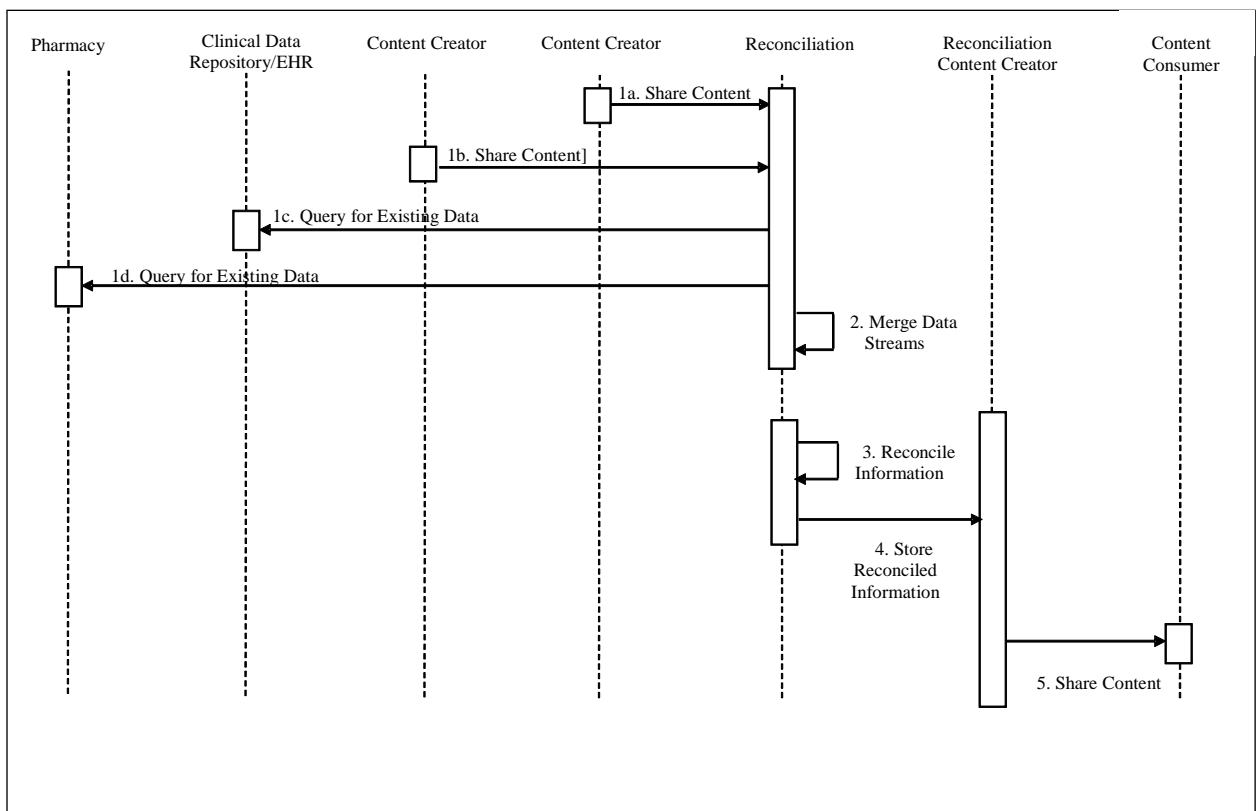 Pharmacy
Clinical Data
Repository/EHR
Content Creator
Content Creator
Reconciliation
Reconciliation
Content Creator
Content
Consumer
1a. Share Content
1b. Share Content]
1c. Query for Existing Data
1d. Query for Existing Data
2. Merge Data
Streams
3. Reconcile
Information
4. Store
Reconciled
Information
5. Share Content